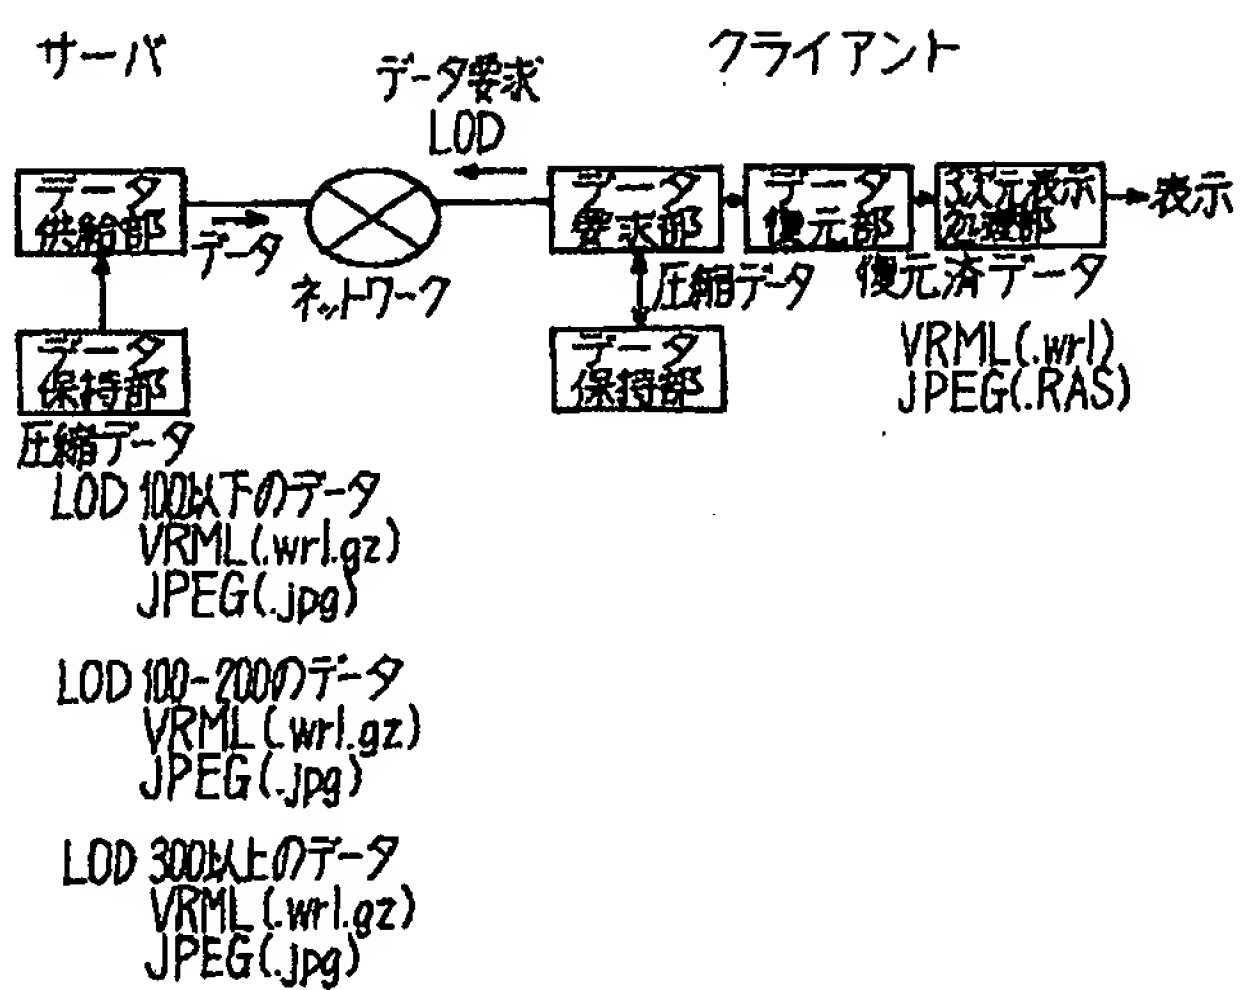 サーバ
クライアント
データ要求
LOD
データ
供給部
データ
ネットワーク
データ
要求部
データ
復元部
3次元表示
処理部
表示
圧縮データ
復元済データ
VRML(.wrl)
JPEG(.RAS)
データ
保持部
データ
保持部
圧縮データ
LOD 100以下のデータ
VRML(.wrl.gz)
JPEG(.jpg)
LOD 100-200のデータ
VRML(.wrl.gz)
JPEG(.jpg)
LOD 300以上のデータ
VRML(.wrl.gz)
JPEG(.jpg)